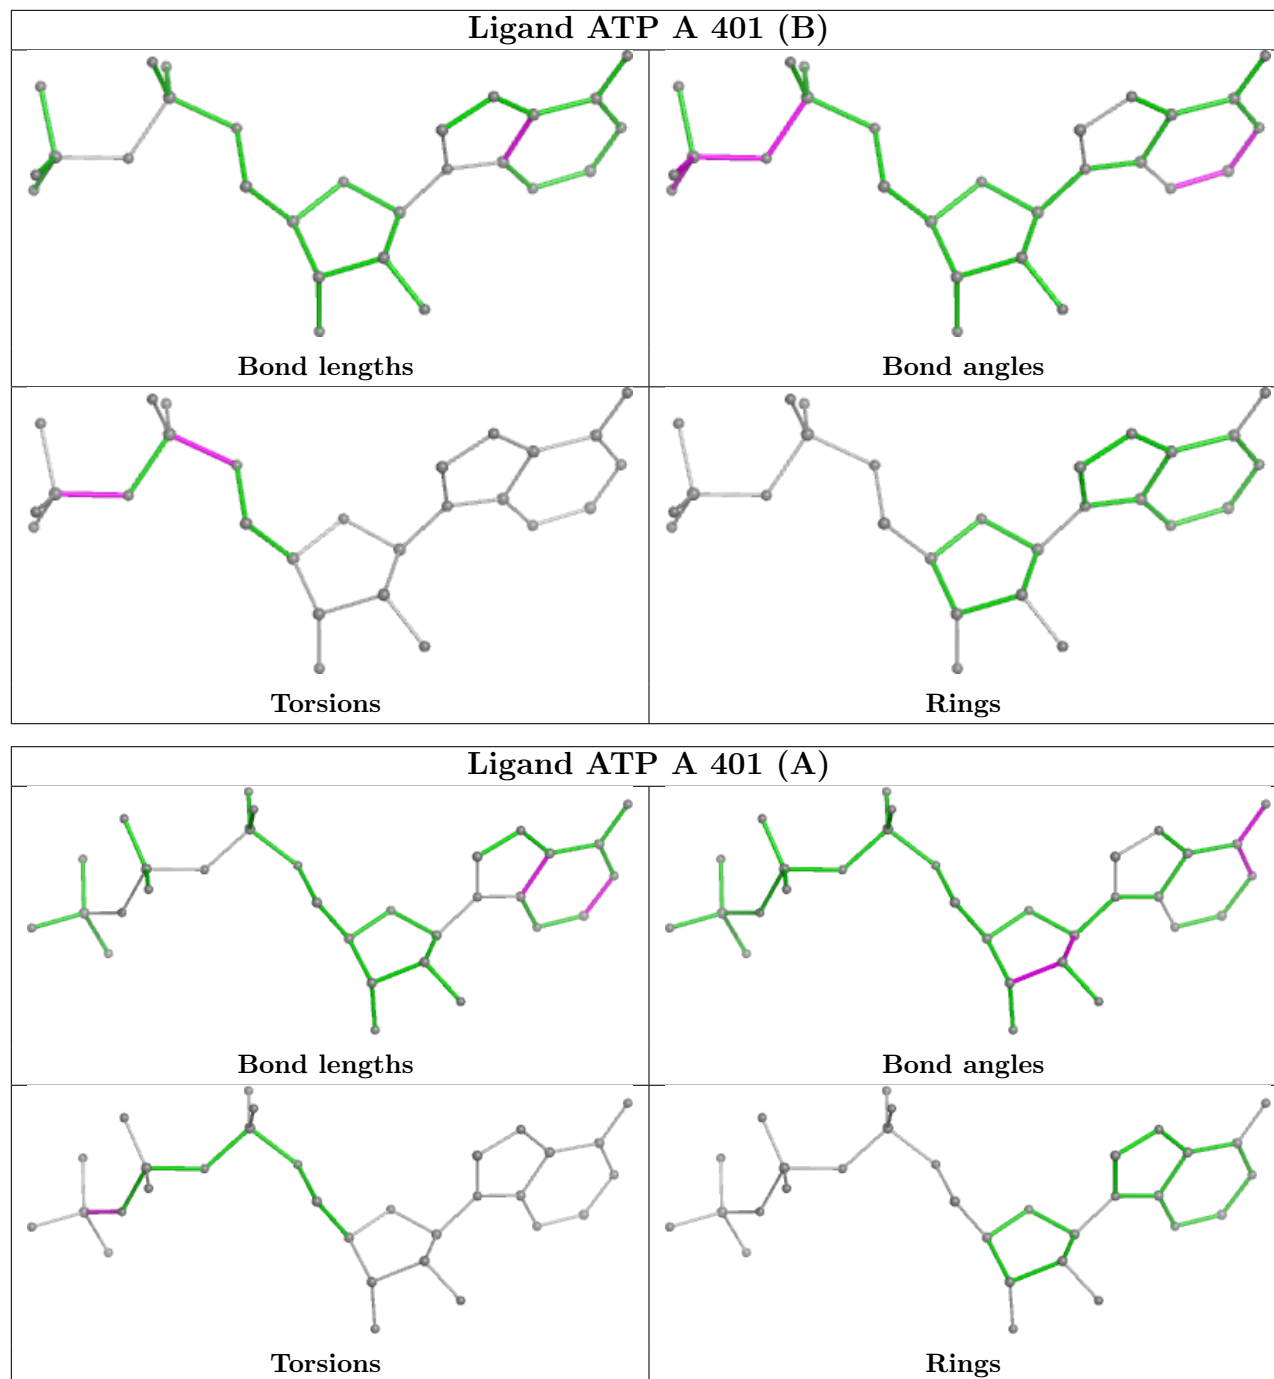 Ligand ATP A 401 (B)
Bond lengths
Bond angles
Torsions
Rings
Ligand ATP A 401 (A)
Bond lengths
Bond angles
Torsions
Rings